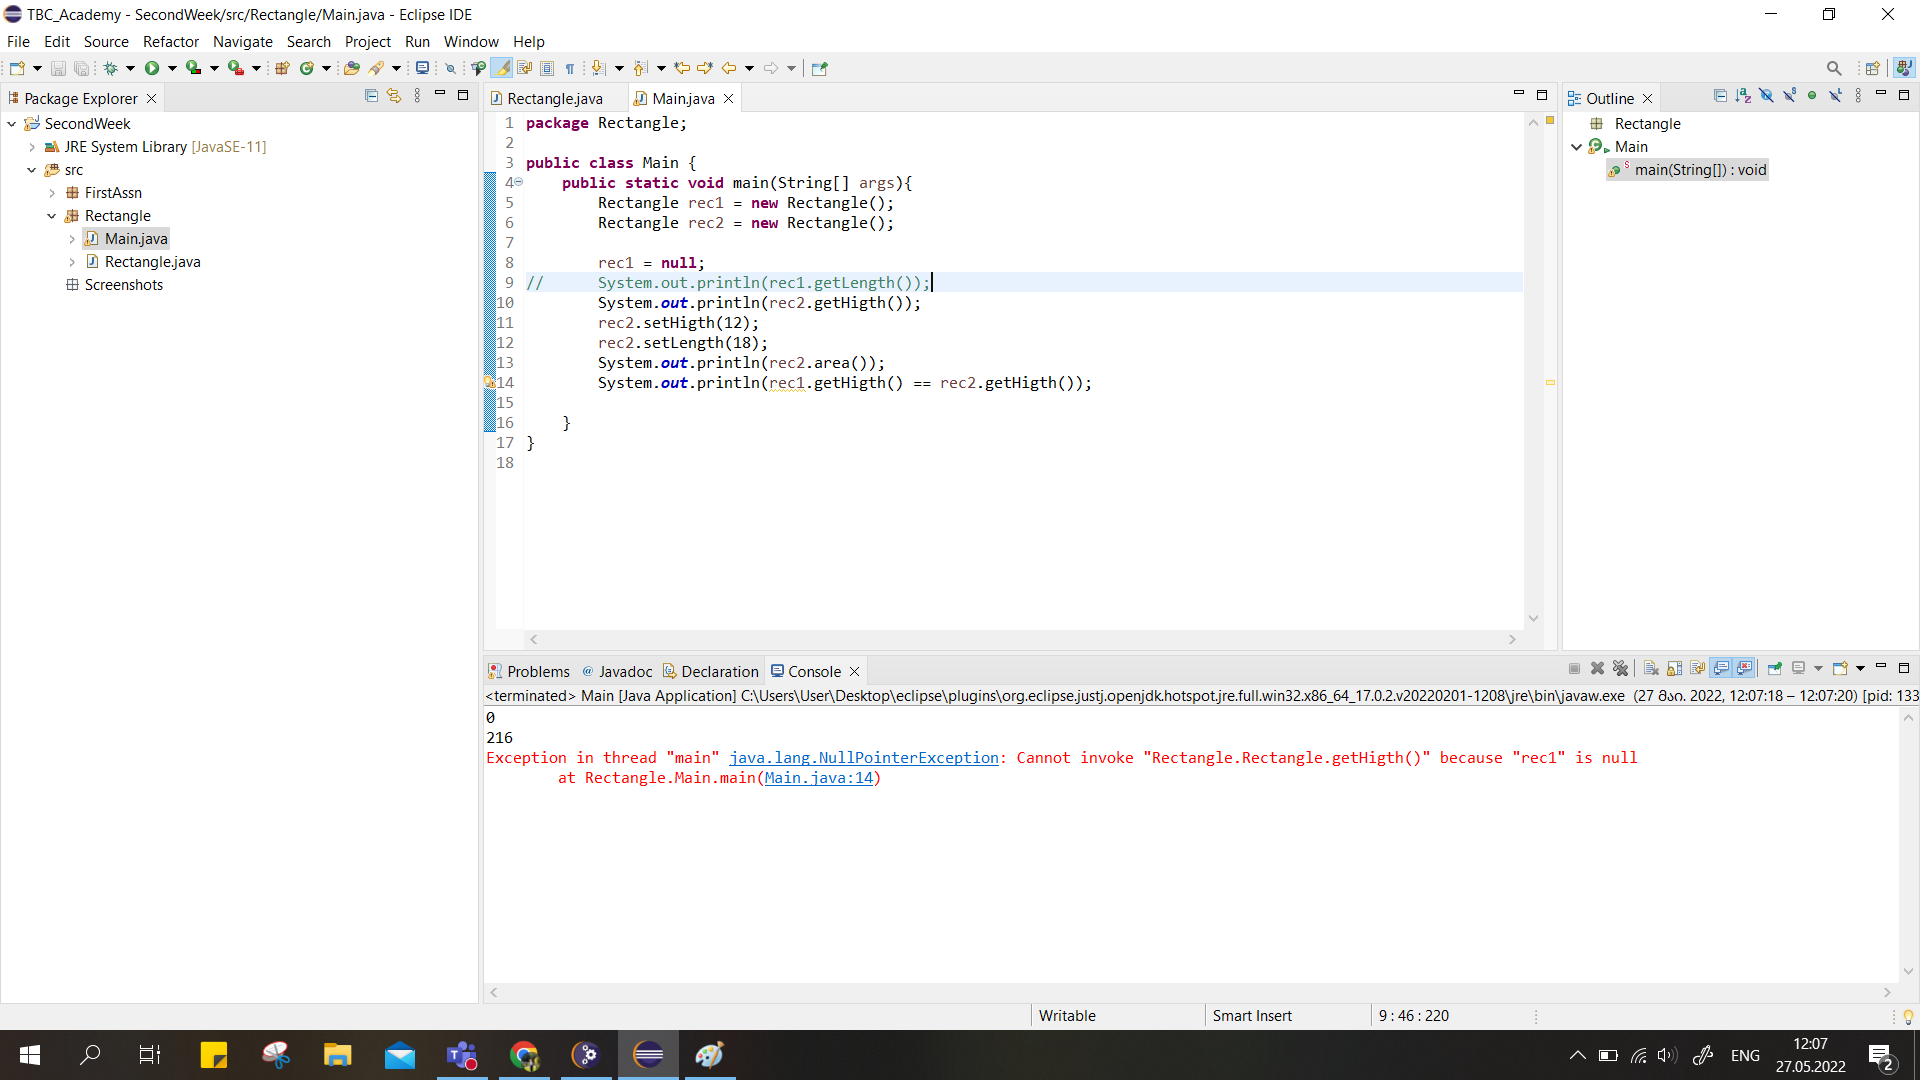 TBC_Academy - SecondWeek/src/Rectangle/Main.java - Eclipse IDE
File Edit Source Refactor Navigate Search Project Run Window Help
Package Explorer
SecondWeek
JRE System Library [JavaSE-11]
src
FirstAssn
Rectangle
Main.java
Rectangle.java
Screenshots
Rectangle.java Main.java
1 package Rectangle;
2
3 public class Main {
4 public static void main(String[] args){
5 Rectangle rec1 = new Rectangle();
6 Rectangle rec2 = new Rectangle();
7
8 rec1 = null;
9 // System.out.println(rec1.getLength());
10 System.out.println(rec2.getHigth());
11 rec2.setHigth(12);
12 rec2.setLength(18);
13 System.out.println(rec2.area());
14 System.out.println(rec1.getHigth() == rec2.getHigth());
15
16 }
17 }
18
Outline
Rectangle
Main
main(String[]) : void
Problems Javadoc Declaration Console
<terminated> Main [Java Application] C:\Users\User\Desktop\eclipse\plugins\org.eclipse.justj.openjdk.hotspot.jre.full.win32.x86_64_17.0.2.v20220201-1208\jre\bin\javaw.exe (27 მაი. 2022, 12:07:18 – 12:07:20) [pid: 133
0
216
Exception in thread "main" java.lang.NullPointerException: Cannot invoke "Rectangle.Rectangle.getHigth()" because "rec1" is null
at Rectangle.Main.main(Main.java:14)
Writable Smart Insert 9 : 46 : 220
ENG
12:07
27.05.2022
2